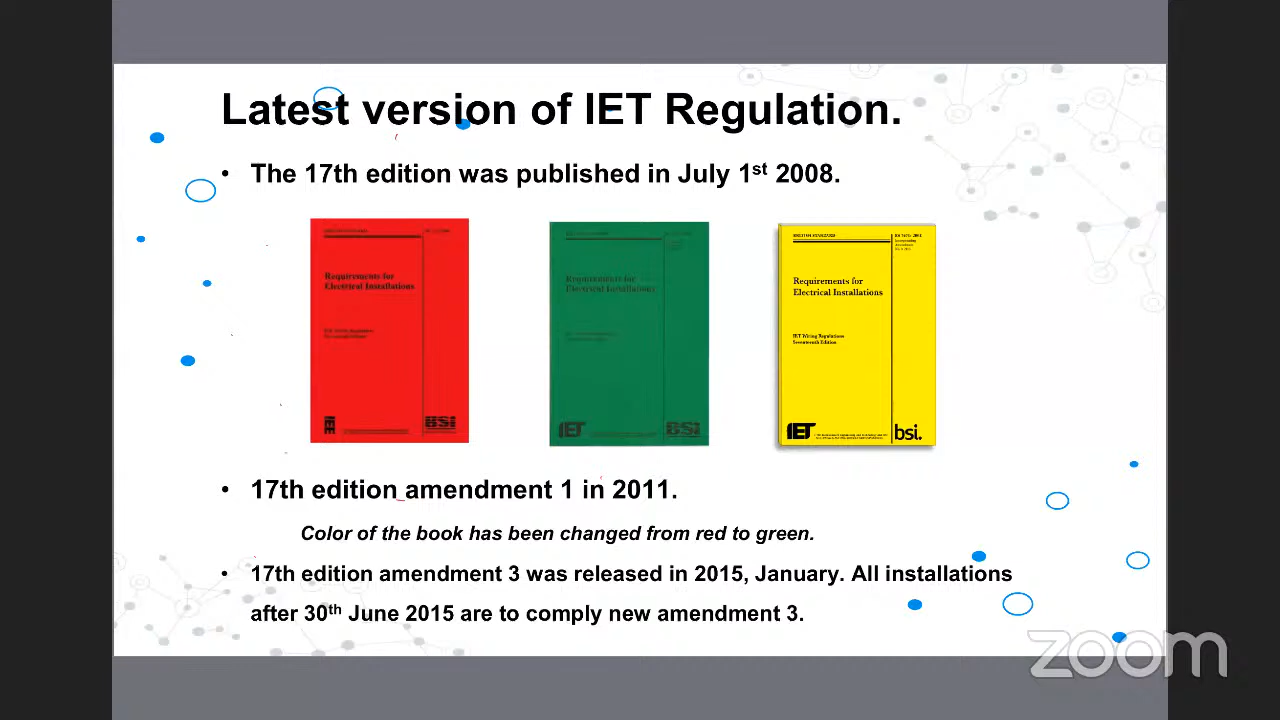 Latest version of IET Regulation.
• The 17th edition was published in July 1st 2008.
Requirements for
Electrical Installations
IEE
BSi
Requirements for
Electrical Installations
IET
BSi
BRITISH STANDARD
Requirements for
Electrical Installations
IET Wiring Regulations
Seventeenth Edition
IET
bsi.
• 17th edition amendment 1 in 2011.
Color of the book has been changed from red to green.
• 17th edition amendment 3 was released in 2015, January. All installations
after 30th June 2015 are to comply new amendment 3.
zoom